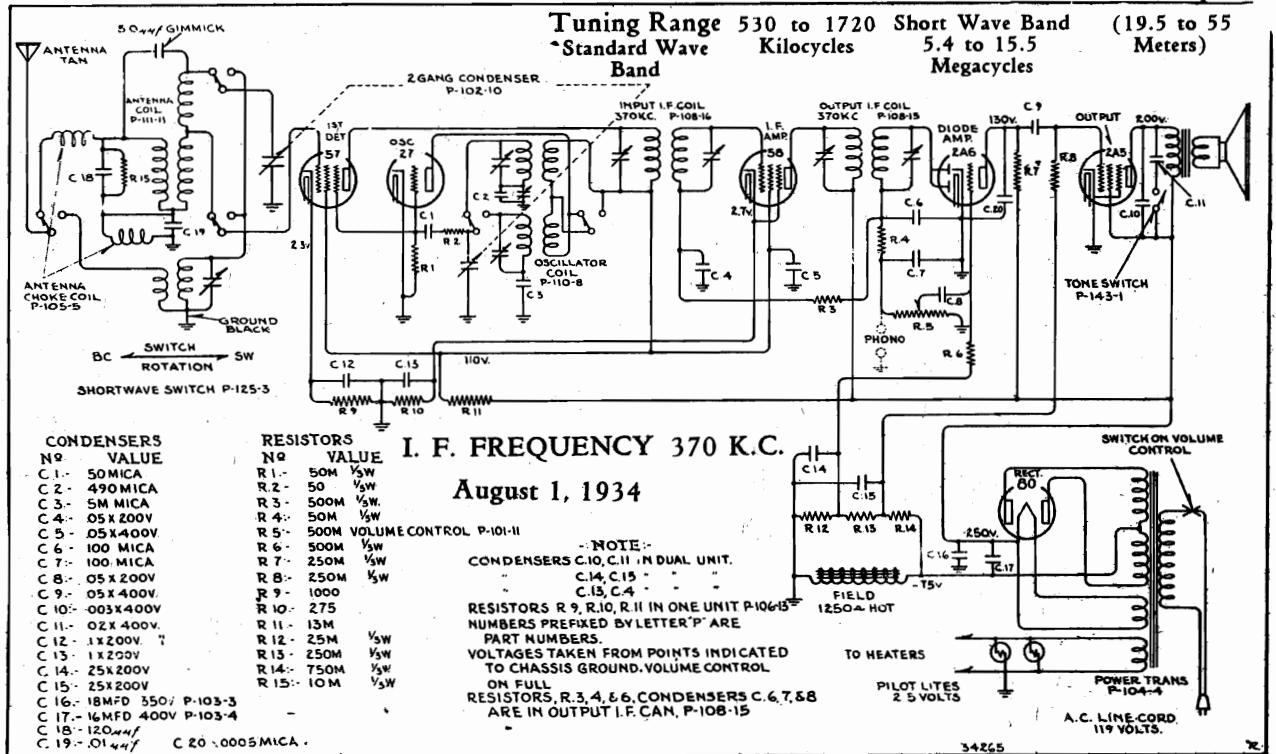 Tuning Range 530 to 1720 Short Wave Band (19.5 to 55
Standard Wave Kilocycles 5.4 to 15.5 Meters)
Band Megacycles
50µµf GIMMICK
ANTENNA
TAN
2 GANG CONDENSER
P-102-10
ANTENNA
COIL
P-111-11
1ST
DET
57
OSC
27
INPUT I.F. COIL
370KC. P-108-16
I.F.
AMP.
58
OUTPUT I.F COIL
370KC P-108-15
DIODE
AMP.
2A6
130V.
C 9
OUTPUT
2A5
200V.
C 18
R 15
C 19
2.3V
C.1
R 2
R 1
C 2
C 3
OSCILLATOR
COIL
P-110-8
2.7V.
C 4
C 5
C.6
R.4
C.7
C.8
R 3
R.5
R 6
C.20
R.7
R.8
C.10
C.11
TONE SWITCH
P-143-1
PHONO
ANTENNA
CHOKE COIL
P-105-5
GROUND
BLACK
BC SWITCH SW
ROTATION
SHORTWAVE SWITCH P-125-3
110V.
C 12
C.13
R 9
R 10
R 11
I. F. FREQUENCY 370 K.C.
August 1, 1934
CONDENSERS
Nº VALUE
C 1.- 50 MICA
C 2- 490 MICA
C 3- 5M MICA
C 4:- .05 X 200V
C 5 - .05 X 400V.
C 6 - 100 MICA
C 7:- 100 MICA
C 8:- .05 X 200V
C 9.- .05 X 400V.
C 10:- .003 X 400V
C 11.- .02 X 400V.
C 12 - .1 X 200V.
C 13 - .1 X 200V
C 14.- 25 X 200V
C 15- 25 X 200V
C 16.- 18MFD 350V P-103-3
C 17.- 16MFD 400V P-103-4
C 18 - 120µµf
C 19.- .01µµf C 20 -.0005 MICA.
RESISTORS
Nº VALUE
R 1.- 50M ⅓W
R.2 - 50 ⅓W
R 3 - 500M ⅓W.
R 4:- 50M ⅓W
R 5:- 500M VOLUME CONTROL P-101-11
R 6 - 500M ⅓W
R 7 - 250M ⅓W
R 8:- 250M ⅓W
R 9 - 1000
R 10.- 275
R 11.- 13M
R 12 - 25M ⅓W
R 13 - 250M ⅓W
R 14:- 750M ⅓W
R 15:- 10M ⅓W
-:NOTE:-
CONDENSERS C.10, C.11 IN DUAL UNIT.
" C.14, C.15 " " "
" C.13, C.4 " " "
RESISTORS R 9, R.10, R.11 IN ONE UNIT P-106-13
NUMBERS PREFIXED BY LETTER "P" ARE
PART NUMBERS.
VOLTAGES TAKEN FROM POINTS INDICATED
TO CHASSIS GROUND. VOLUME CONTROL
ON FULL
RESISTORS, R.3, 4, & 6, CONDENSERS C.6, 7, & 8
ARE IN OUTPUT I.F. CAN, P-108-15
C 14
C.15
R 12
R 13
R 14
FIELD
1250Ω HOT
RECT.
80
250V.
C 16
C.17
-75V
SWITCH ON VOLUME
CONTROL
TO HEATERS
PILOT LITES
2 5 VOLTS
POWER TRANS
P-104-4
A.C. LINE CORD
119 VOLTS.
34265